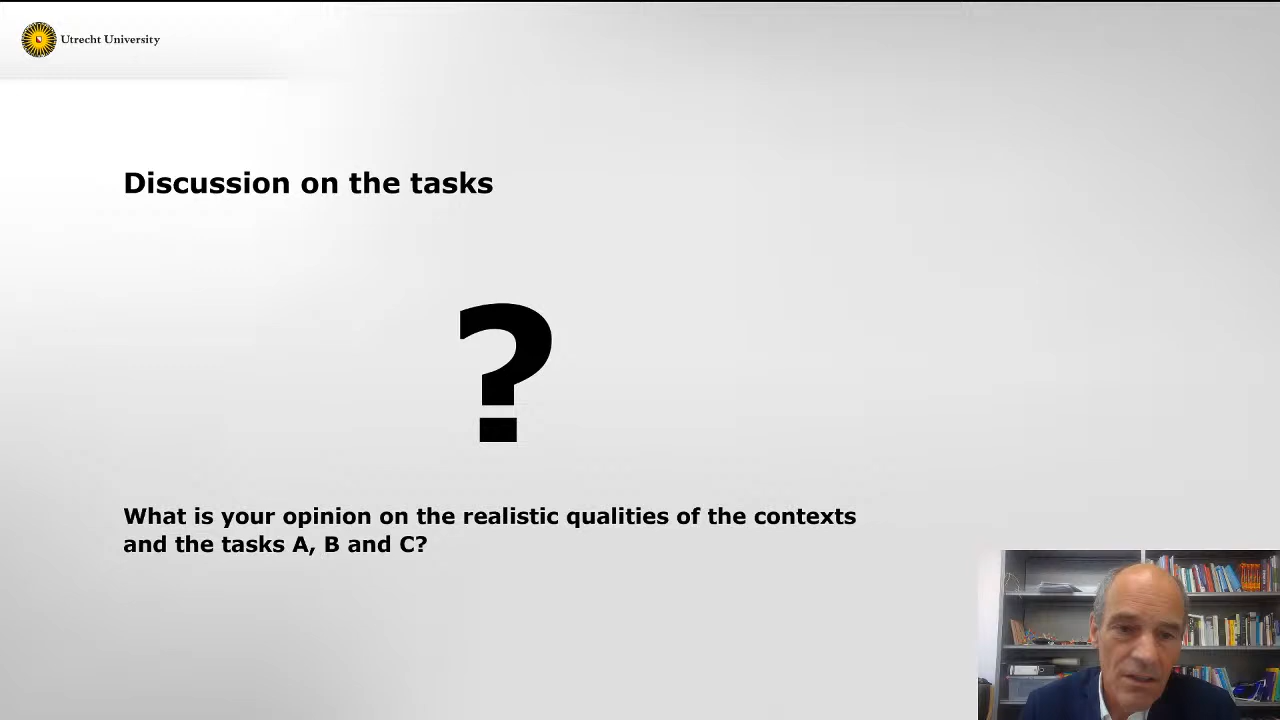 Utrecht University
Discussion on the tasks
?
What is your opinion on the realistic qualities of the contexts
and the tasks A, B and C?